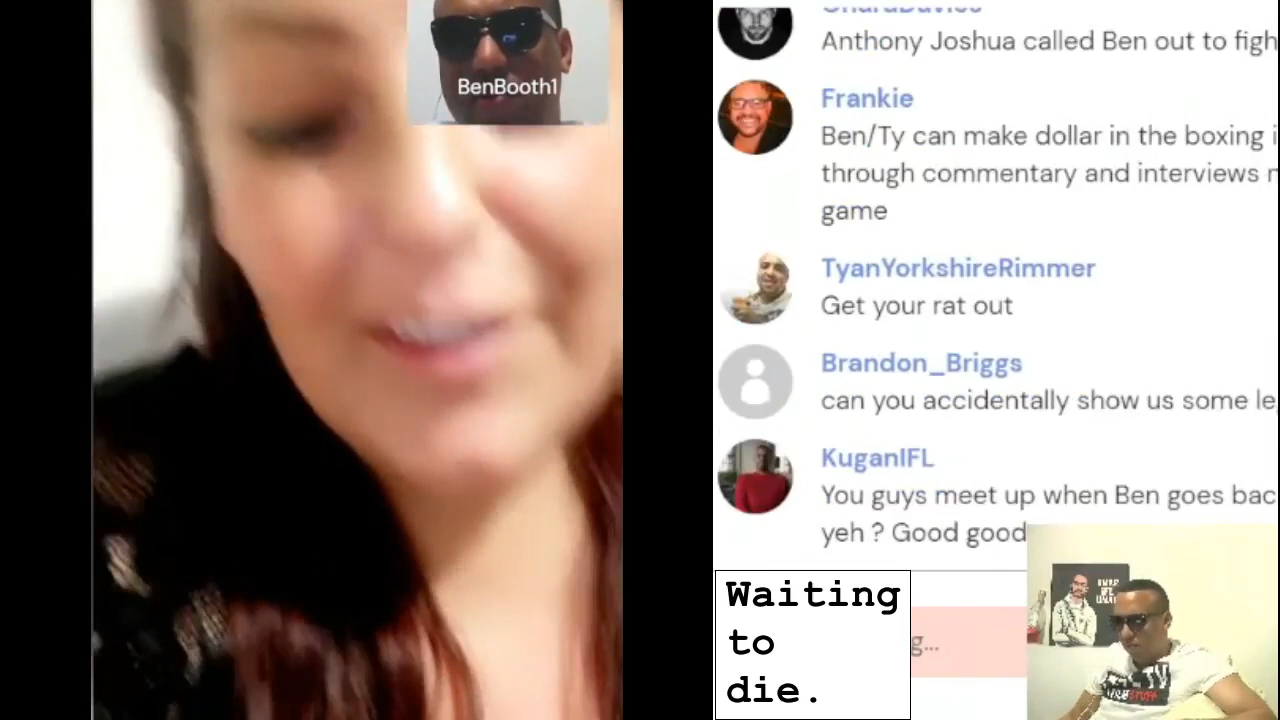 BenBooth1
Anthony Joshua called Ben out to figh
Frankie
Ben/Ty can make dollar in the boxing i
through commentary and interviews
game
TyanYorkshireRimmer
Get your rat out
Brandon_Briggs
can you accidentally show us some le
KuganIFL
You guys meet up when Ben goes bac
yeh ? Good good
Waiting
to
die.
g...